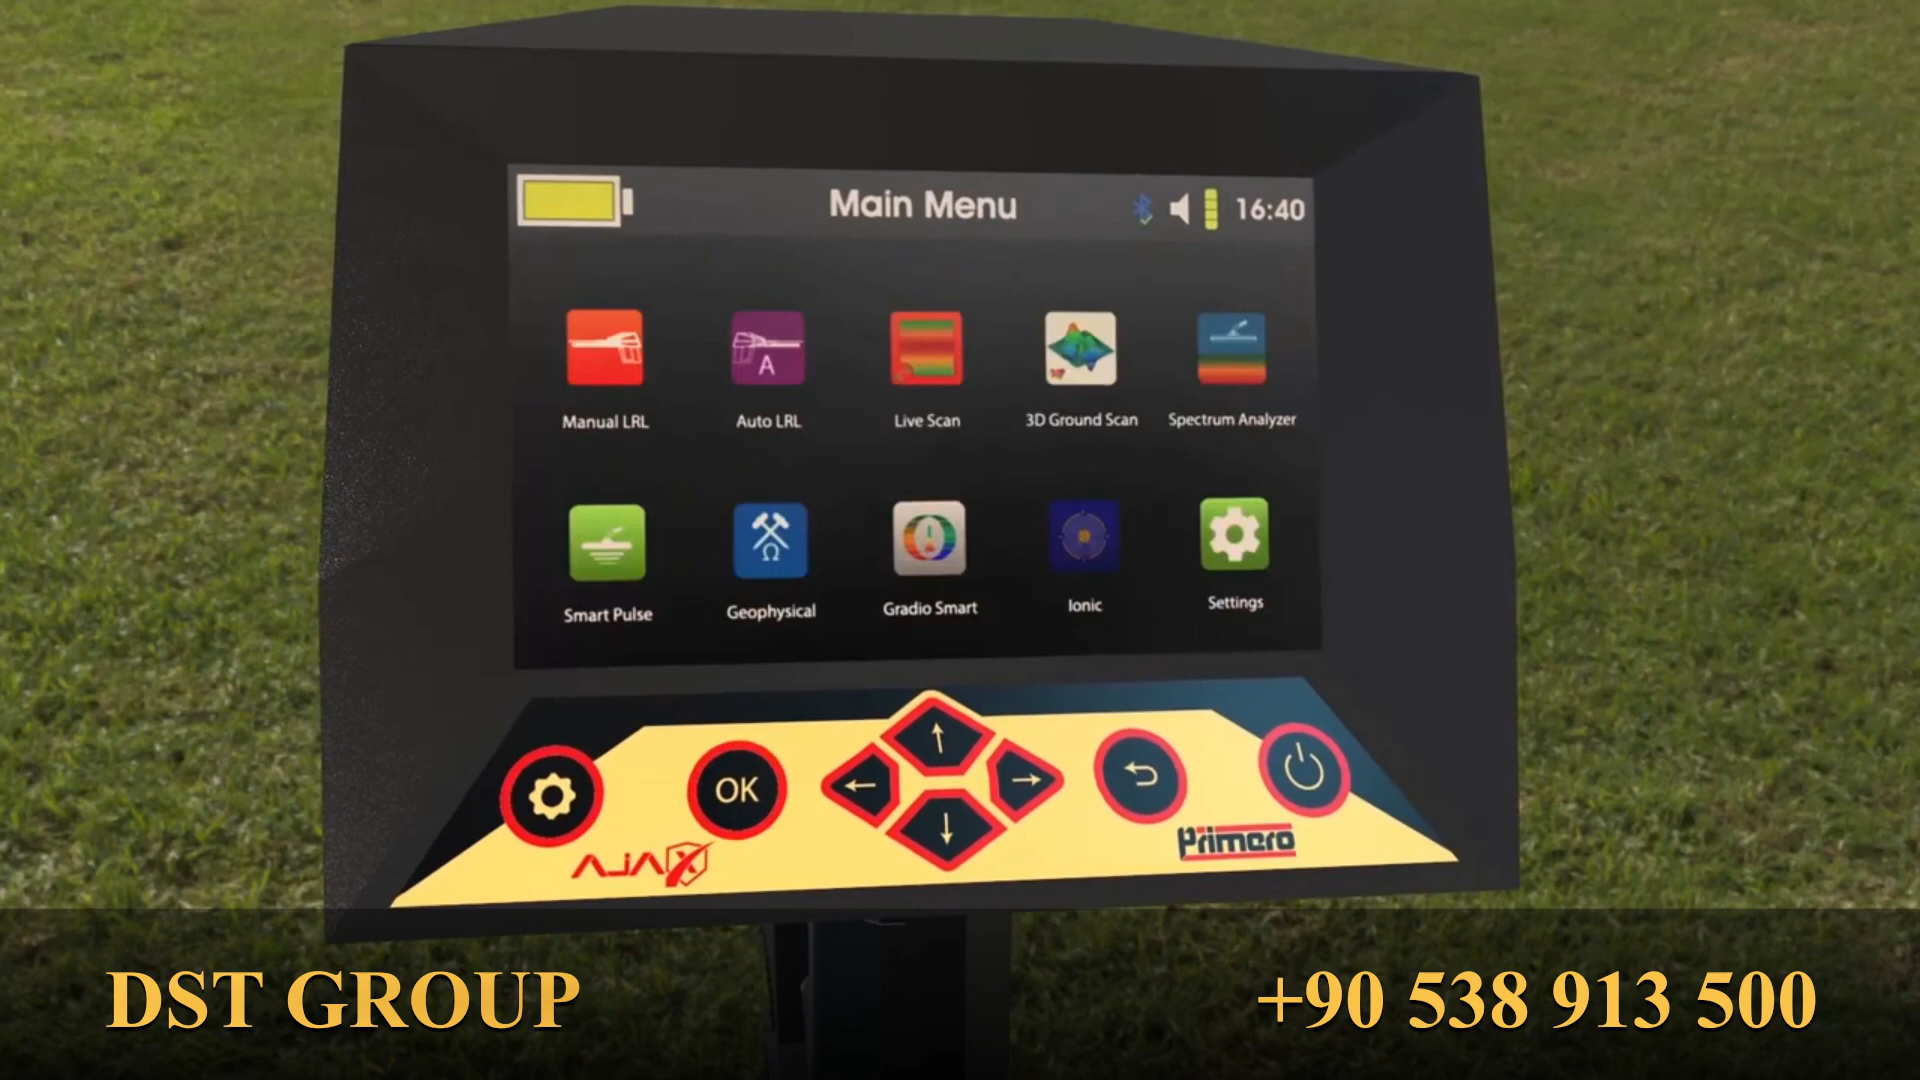 Main Menu
16:40
Manual LRL
A
Auto LRL
Live Scan
3D Ground Scan
Spectrum Analyzer
Smart Pulse
Ω
Geophysical
Gradio Smart
Ionic
Settings
OK
AJAX
Primero
DST GROUP
+90 538 913 500